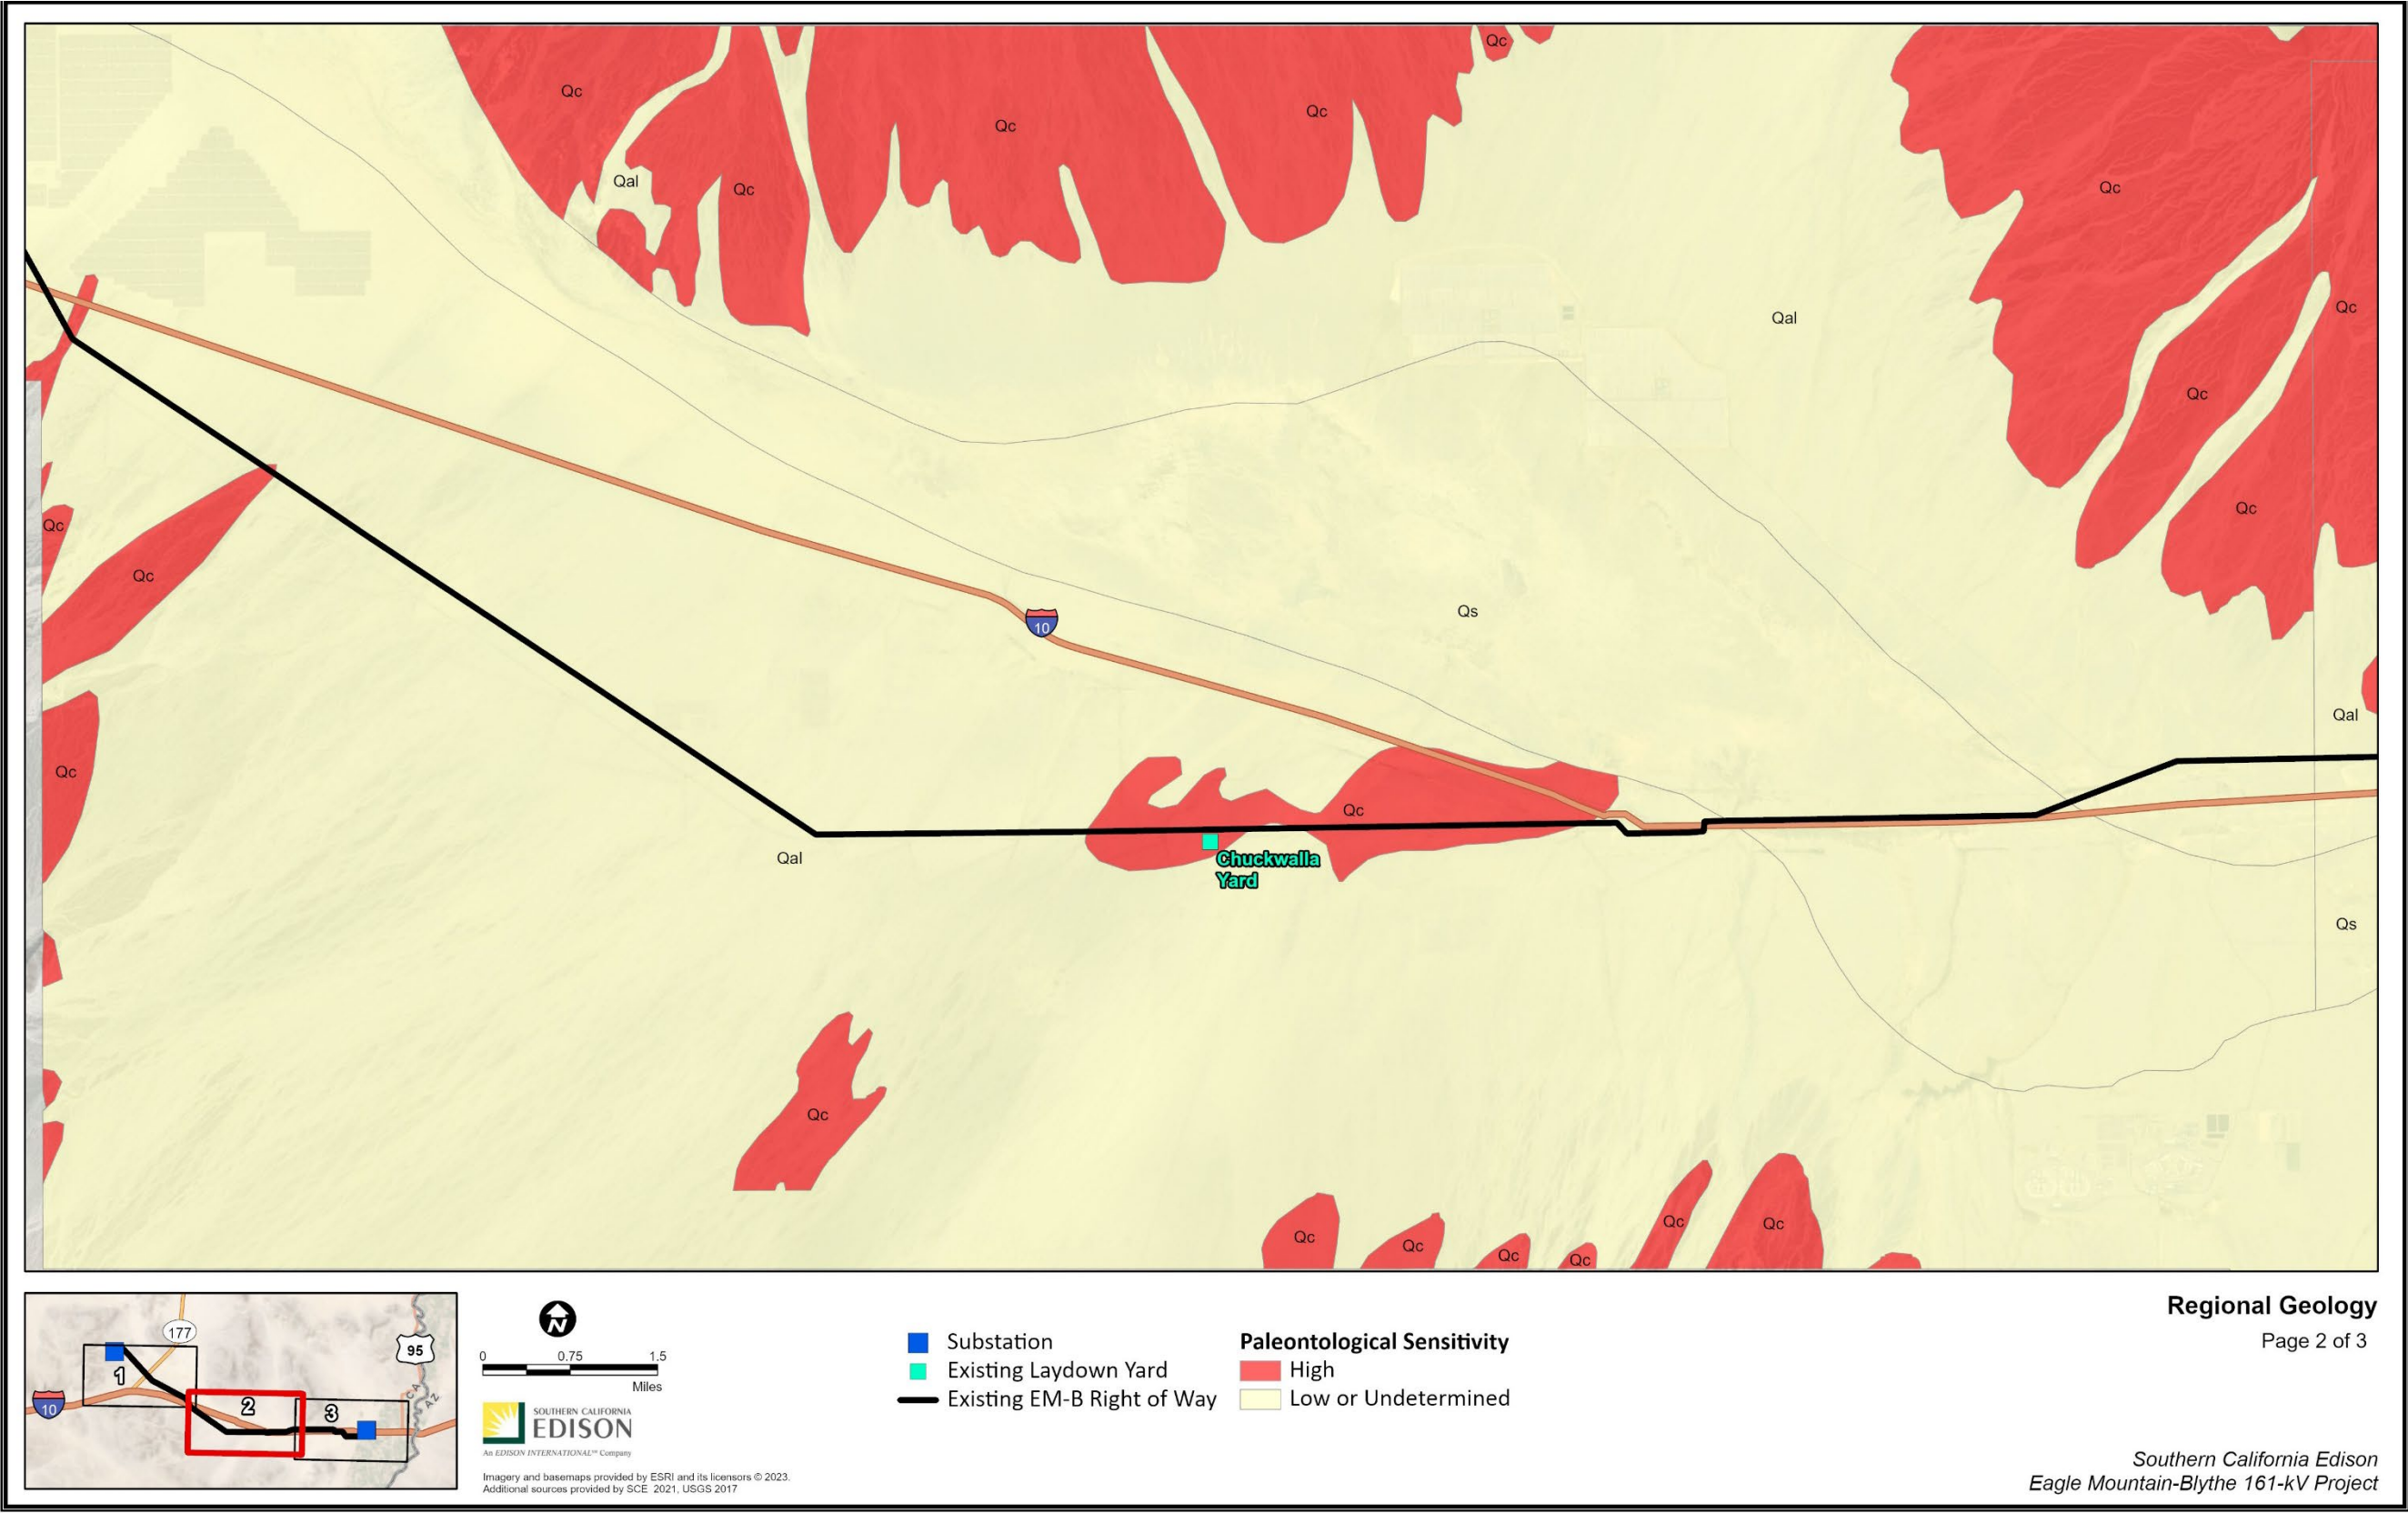 Qc
Qc
Qc
Qc
Qal
Qc
Qc
Qc
Qal
Qc
Qc
Qc
Qc
Qs
10
Qal
Qc
Qc
Qal
Chuckwalla
Yard
Qs
Qc
Qc
Qc
Qc
Qc
Qc
Qc
177
95
1
2
3
10
CA
AZ
N
0 0.75 1.5
Miles
SOUTHERN CALIFORNIA
EDISON
An EDISON INTERNATIONAL℠ Company
Imagery and basemaps provided by ESRI and its licensors © 2023.
Additional sources provided by SCE 2021, USGS 2017
Substation
Existing Laydown Yard
Existing EM-B Right of Way
Paleontological Sensitivity
High
Low or Undetermined
Regional Geology
Page 2 of 3
Southern California Edison
Eagle Mountain-Blythe 161-kV Project